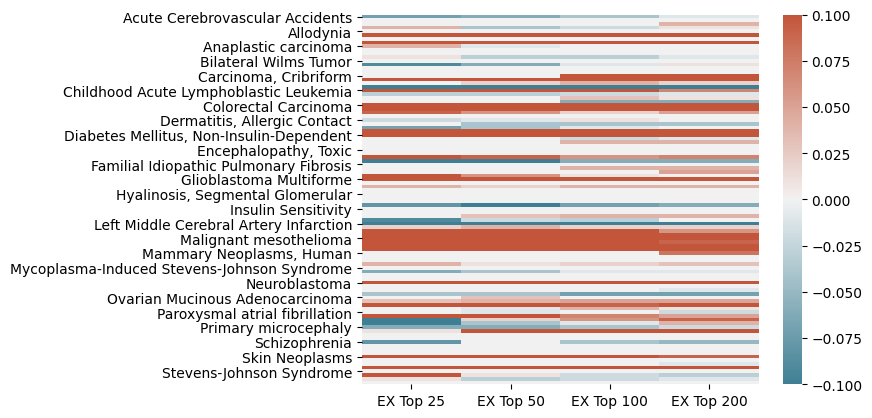 Acute Cerebrovascular Accidents
Allodynia
Anaplastic carcinoma
Bilateral Wilms Tumor
Carcinoma, Cribriform
Childhood Acute Lymphoblastic Leukemia
Colorectal Carcinoma
Dermatitis, Allergic Contact
Diabetes Mellitus, Non-Insulin-Dependent
Encephalopathy, Toxic
Familial Idiopathic Pulmonary Fibrosis
Glioblastoma Multiforme
Hyalinosis, Segmental Glomerular
Insulin Sensitivity
Left Middle Cerebral Artery Infarction
Malignant mesothelioma
Mammary Neoplasms, Human
Mycoplasma-Induced Stevens-Johnson Syndrome
Neuroblastoma
Ovarian Mucinous Adenocarcinoma
Paroxysmal atrial fibrillation
Primary microcephaly
Schizophrenia
Skin Neoplasms
Stevens-Johnson Syndrome
EX Top 25
EX Top 50
EX Top 100
EX Top 200
0.100
0.075
0.050
0.025
0.000
−0.025
−0.050
−0.075
−0.100